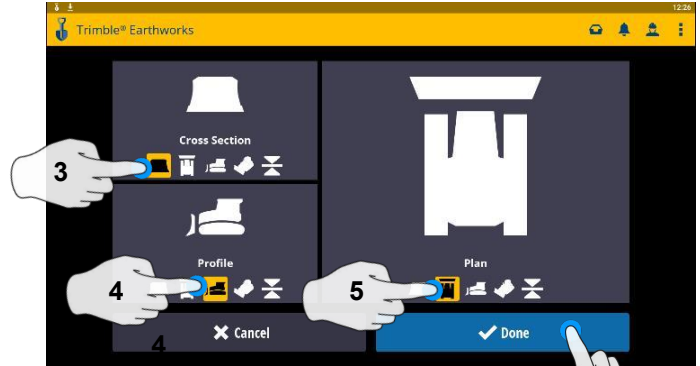 12:26
Trimble® Earthworks
Cross Section
3
Profile
4
Plan
5
4
Cancel
Done